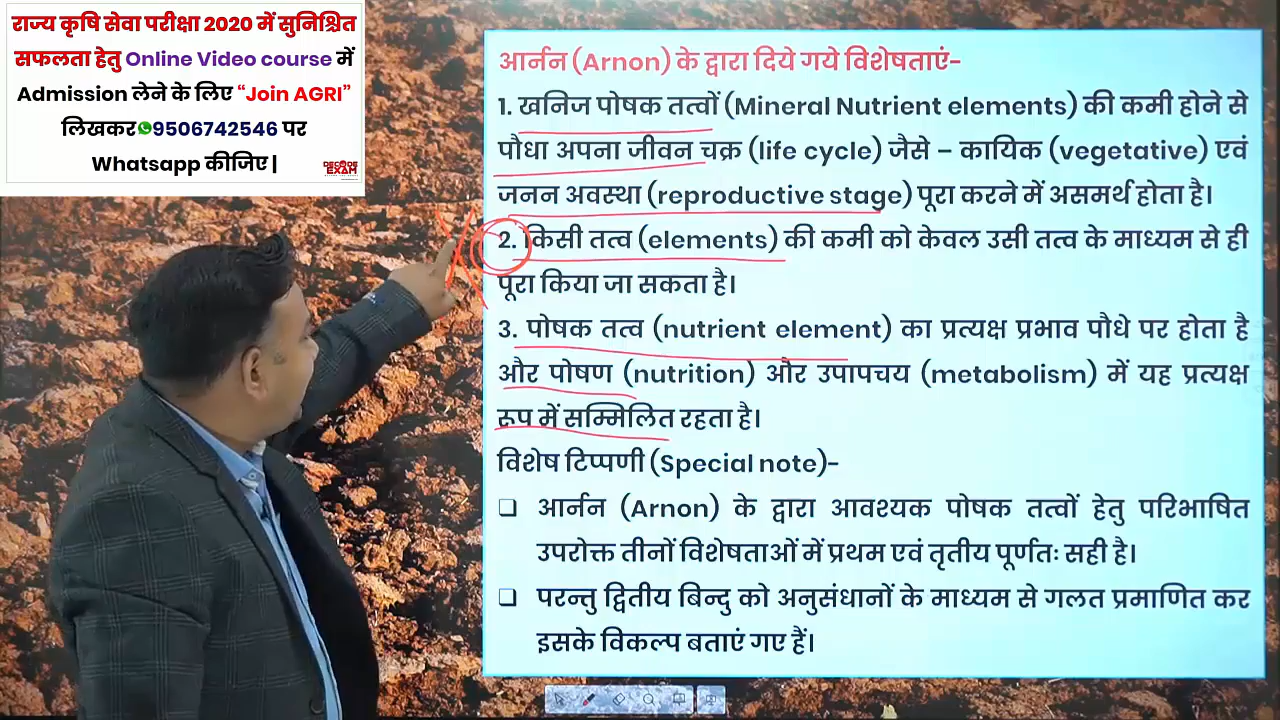 राज्य कृषि सेवा परीक्षा 2020 में सुनिश्चित
सफलता हेतु Online Video course में
Admission लेने के लिए “Join AGRI”
लिखकर 9506742546 पर
Whatsapp कीजिए |
DECODE EXAM
आर्नन (Arnon) के द्वारा दिये गये विशेषताएं-
1. खनिज पोषक तत्वों (Mineral Nutrient elements) की कमी होने से
पौधा अपना जीवन चक्र (life cycle) जैसे – कायिक (vegetative) एवं
जनन अवस्था (reproductive stage) पूरा करने में असमर्थ होता है।
2. किसी तत्व (elements) की कमी को केवल उसी तत्व के माध्यम से ही
पूरा किया जा सकता है।
3. पोषक तत्व (nutrient element) का प्रत्यक्ष प्रभाव पौधे पर होता है
और पोषण (nutrition) और उपापचय (metabolism) में यह प्रत्यक्ष
रूप में सम्मिलित रहता है।
विशेष टिप्पणी (Special note)-
आर्नन (Arnon) के द्वारा आवश्यक पोषक तत्वों हेतु परिभाषित
उपरोक्त तीनों विशेषताओं में प्रथम एवं तृतीय पूर्णतः सही है।
परन्तु द्वितीय बिन्दु को अनुसंधानों के माध्यम से गलत प्रमाणित कर
इसके विकल्प बताएं गए हैं।